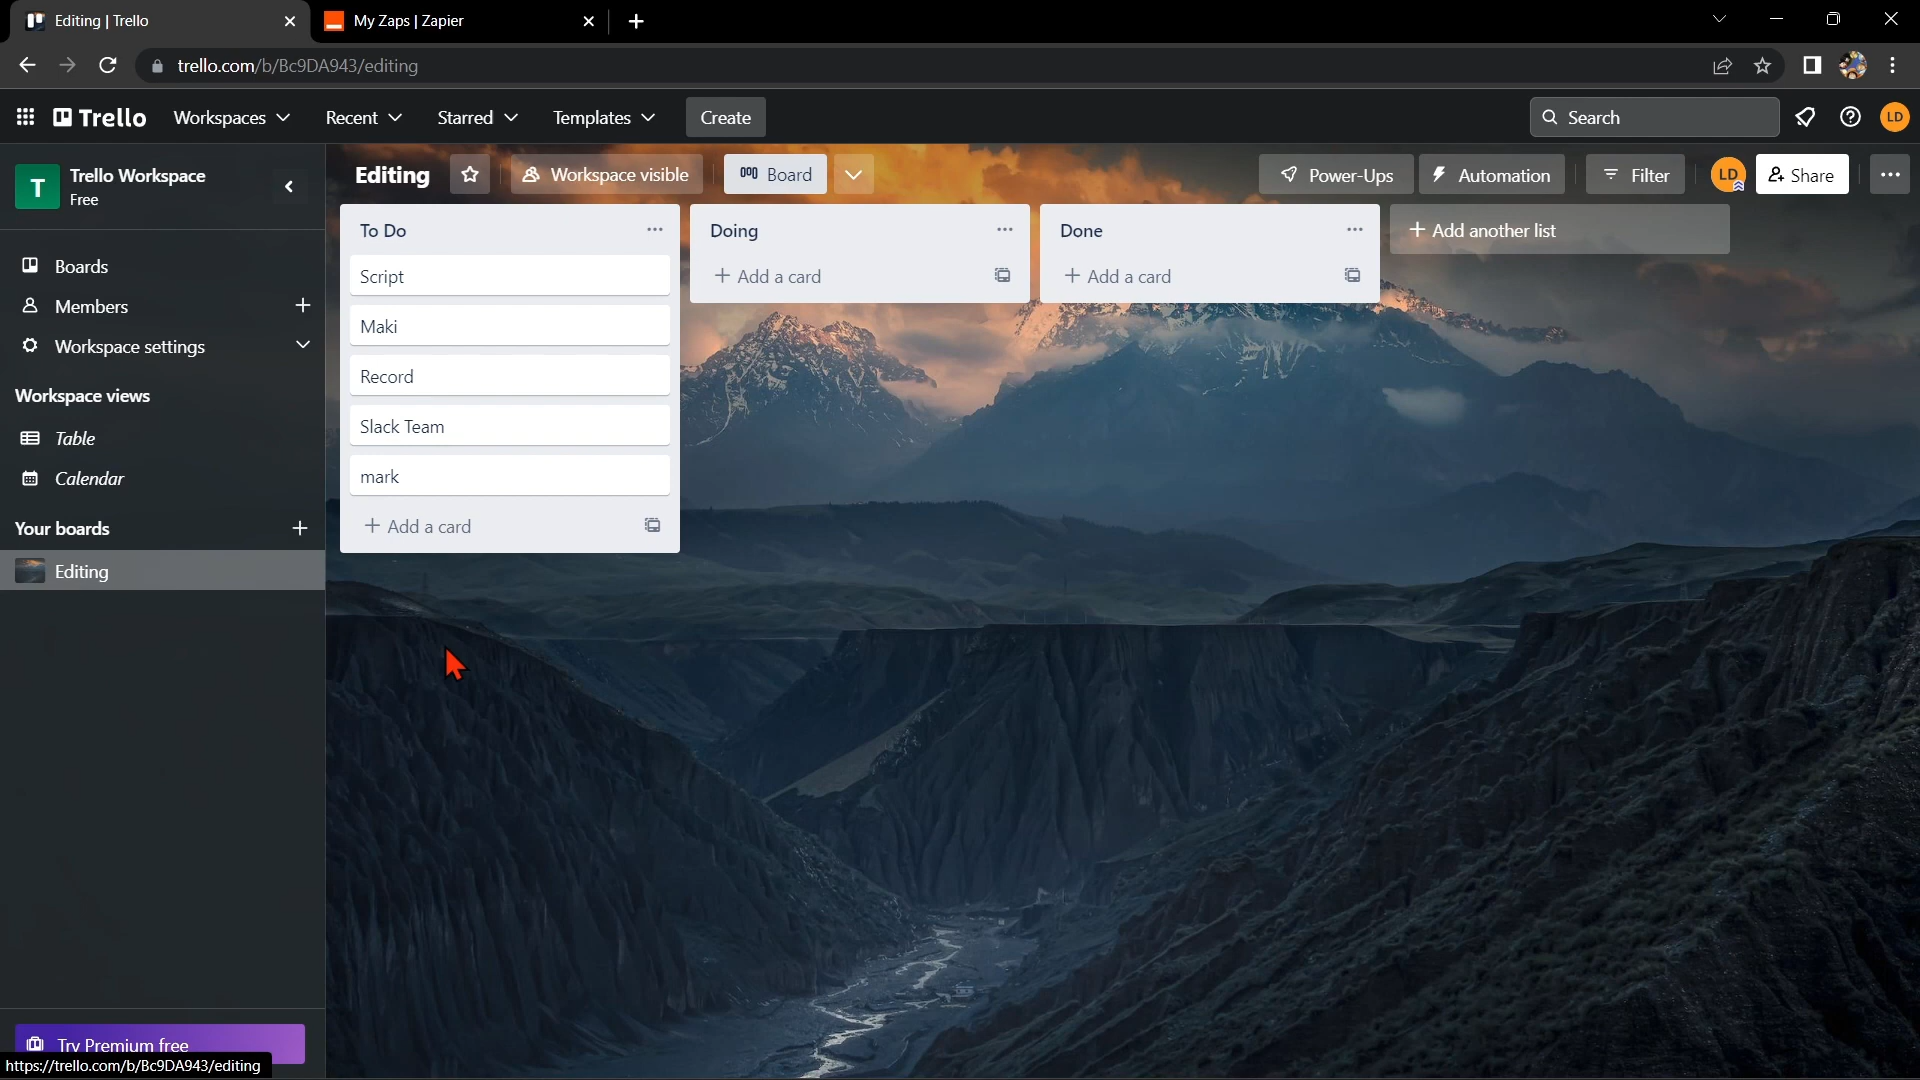 Editing | Trello
My Zaps | Zapier
trello.com/b/Bc9DA943/editing
Trello
Workspaces
Recent
Starred
Templates
Create
Search
LD
T
Trello Workspace
Free
Editing
Workspace visible
Board
Power-Ups
Automation
Filter
LD
Share
Boards
Members
Workspace settings
Workspace views
Table
Calendar
Your boards
Editing
To Do
Script
Maki
Record
Slack Team
mark
+ Add a card
Doing
+ Add a card
Done
+ Add a card
+ Add another list
Try Premium free
https://trello.com/b/Bc9DA943/editing